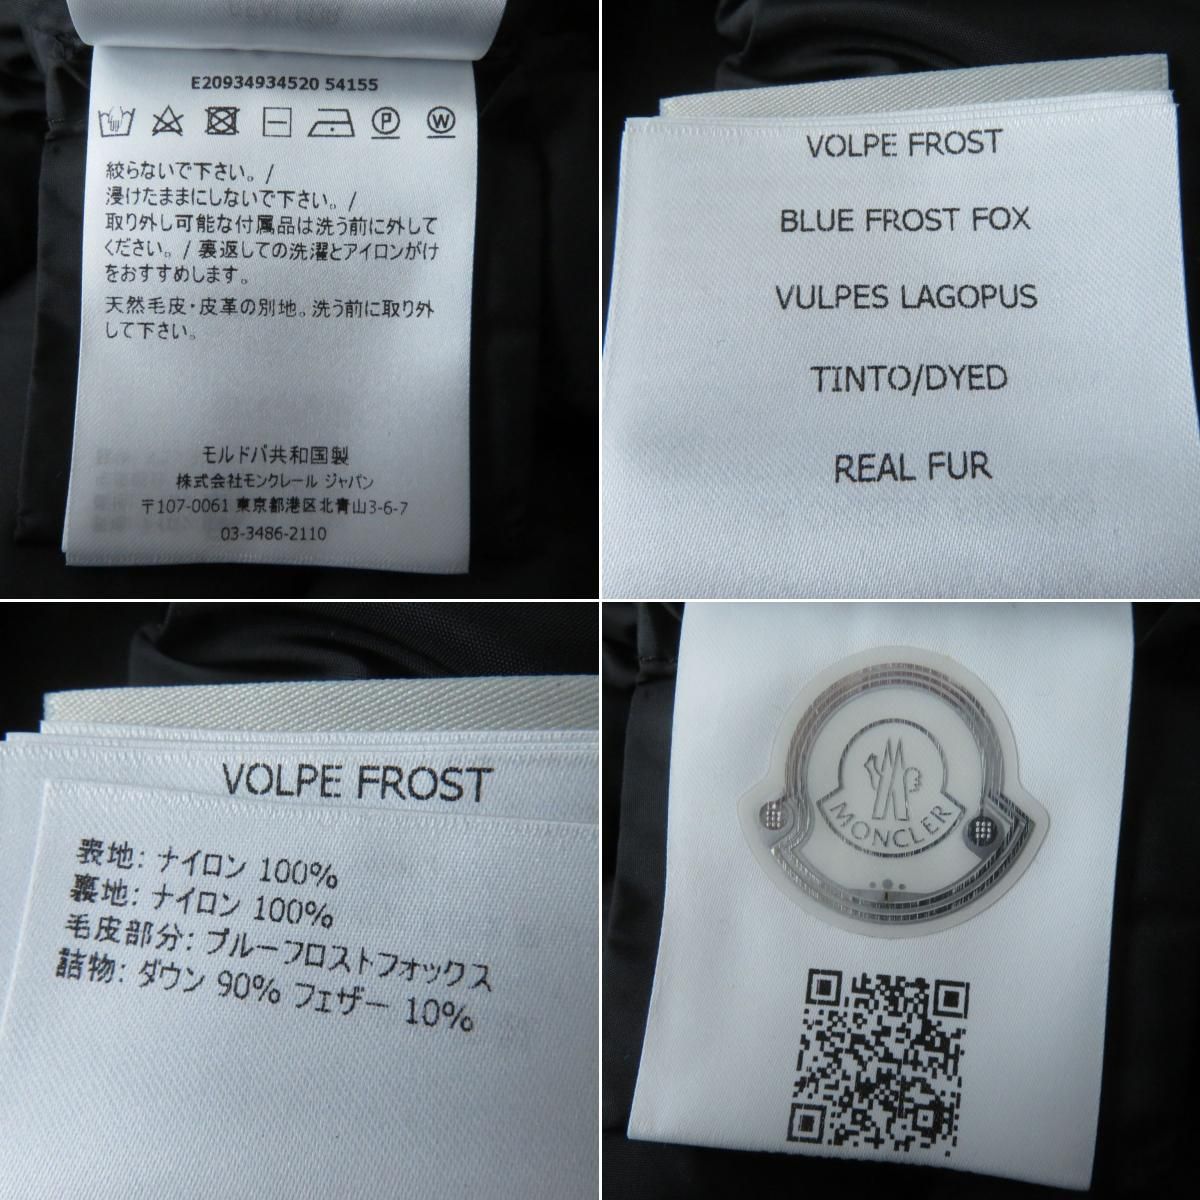 E20934934520 54155
P
W
絞らないで下さい。/
浸けたままにしないで下さい。/
取り外し可能な付属品は洗う前に外して
ください。/ 裏返しての洗濯とアイロンがけ
をおすすめします。
天然毛皮・皮革の別地。洗う前に取り外
して下さい。
モルドバ共和国製
株式会社モンクレール ジャパン
〒107-0061 東京都港区北青山3-6-7
03-3486-2110
VOLPE FROST
BLUE FROST FOX
VULPES LAGOPUS
TINTO/DYED
REAL FUR
VOLPE FROST
表地: ナイロン 100%
裏地: ナイロン 100%
毛皮部分: ブルーフロストフォックス
詰物: ダウン 90% フェザー 10%
MONCLER